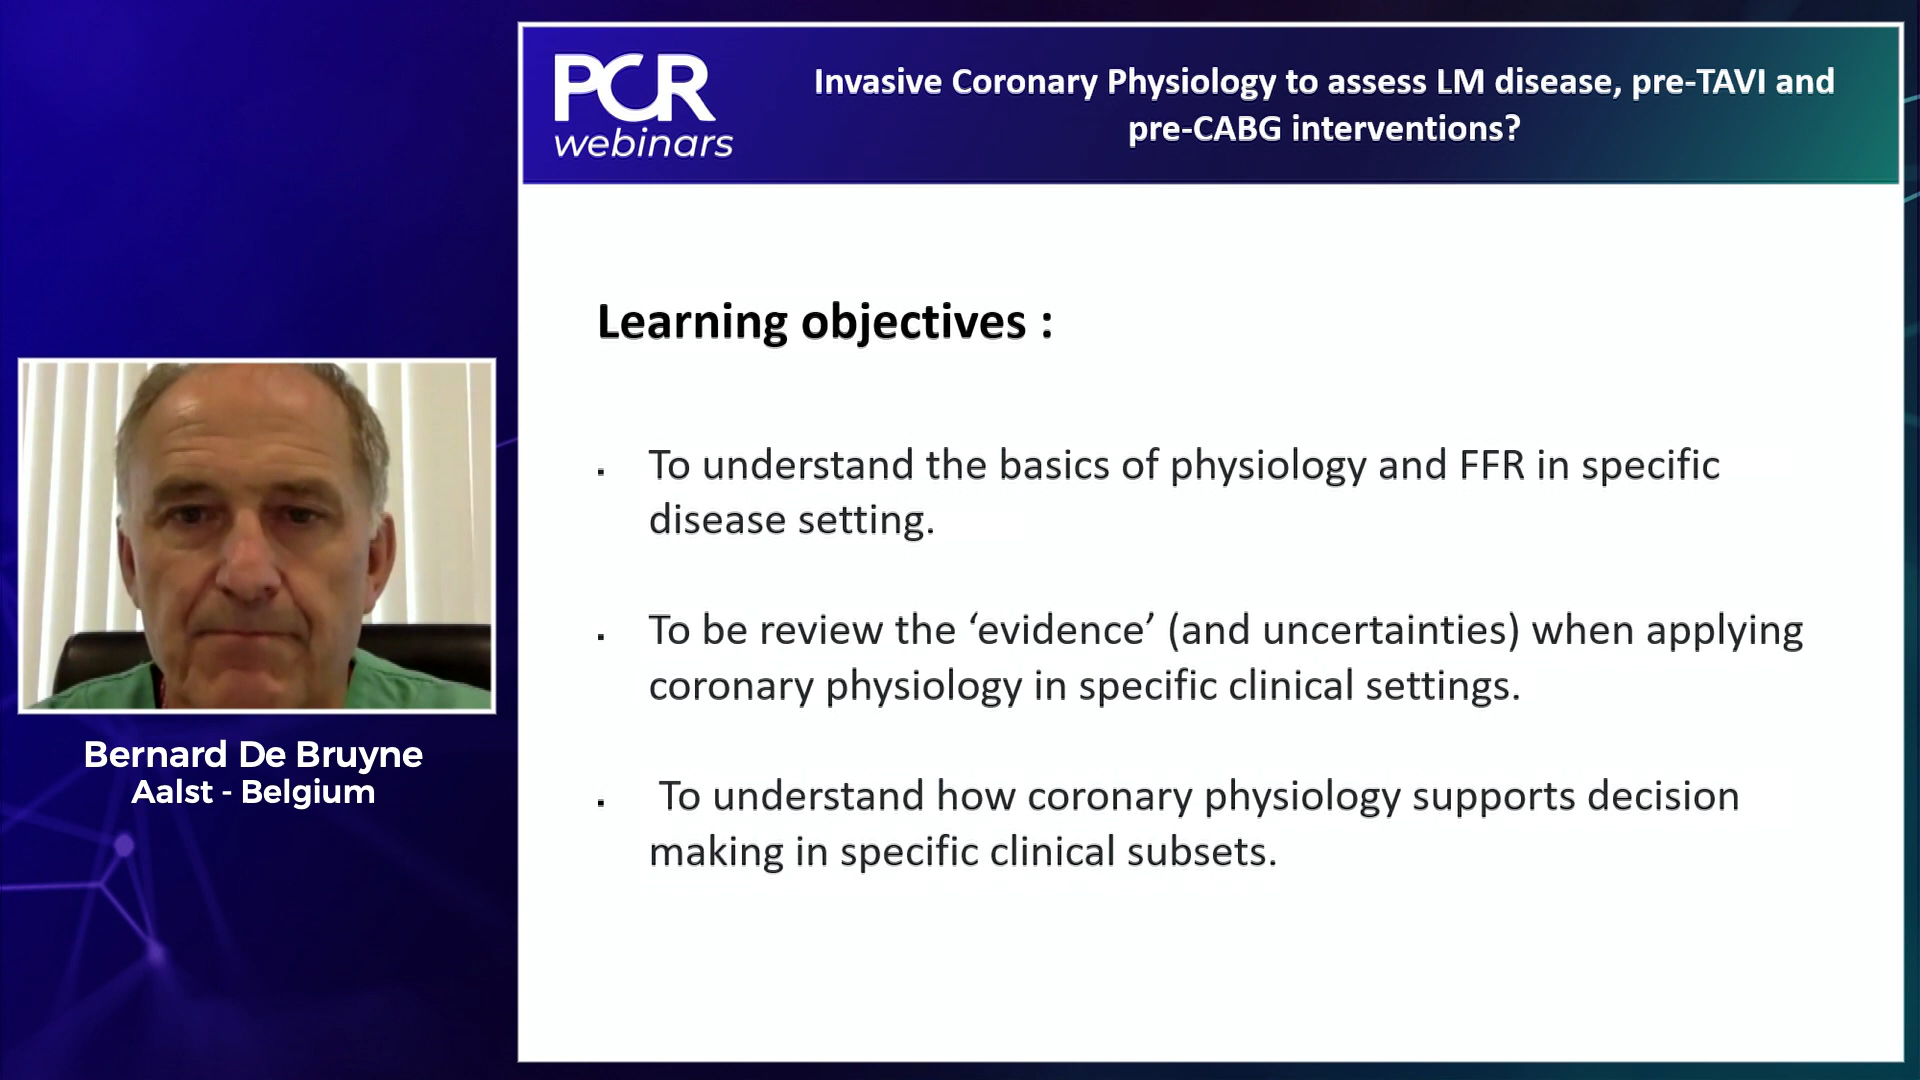 PCR
webinars
Invasive Coronary Physiology to assess LM disease, pre-TAVI and
pre-CABG interventions?
Learning objectives :
▪ To understand the basics of physiology and FFR in specific
disease setting.
▪ To be review the ‘evidence’ (and uncertainties) when applying
coronary physiology in specific clinical settings.
▪ To understand how coronary physiology supports decision
making in specific clinical subsets.
Bernard De Bruyne
Aalst - Belgium